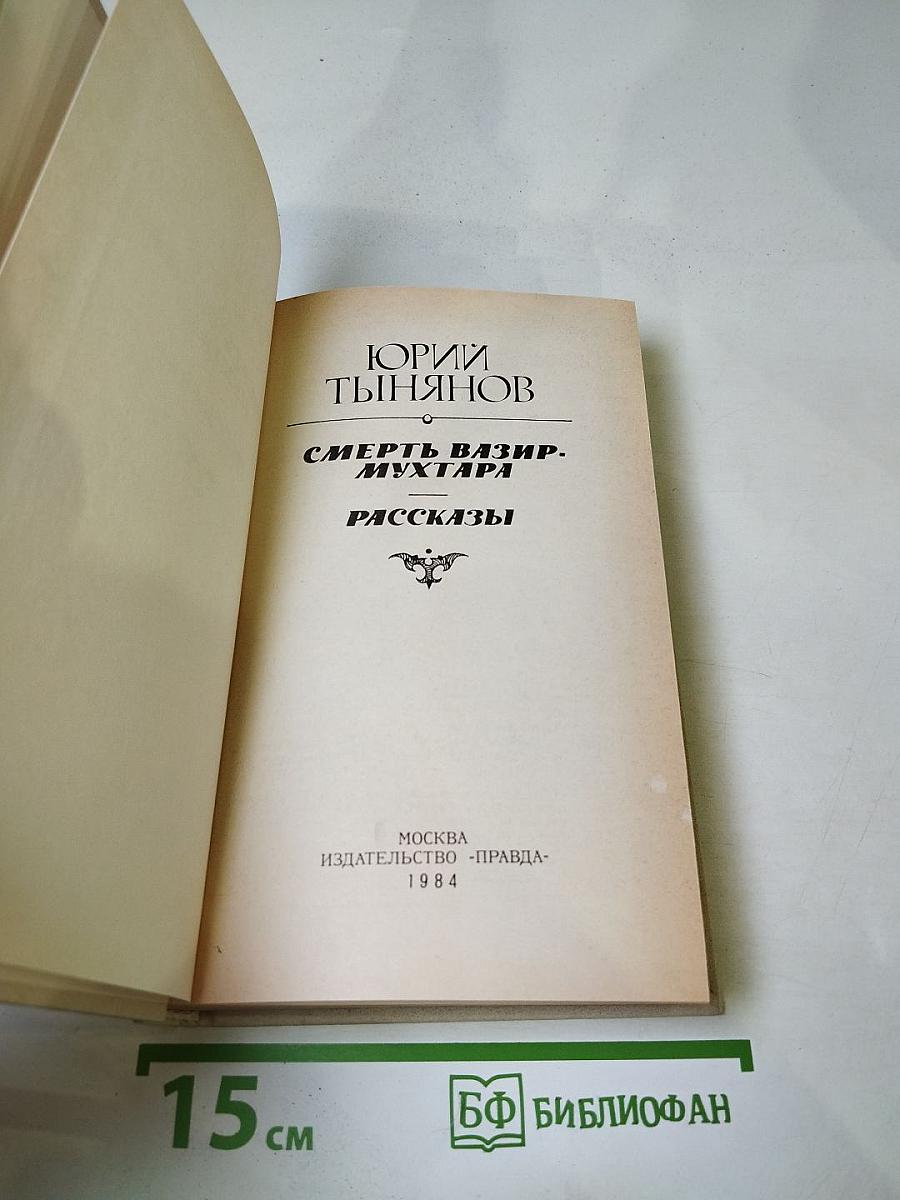 ЮРИЙ
ТЫНЯНОВ
СМЕРТЬ ВАЗИР-
МУХТАРА
РАССКАЗЫ
МОСКВА
ИЗДАТЕЛЬСТВО «ПРАВДА»
1984
15 см
БФ БИБЛИОФАН